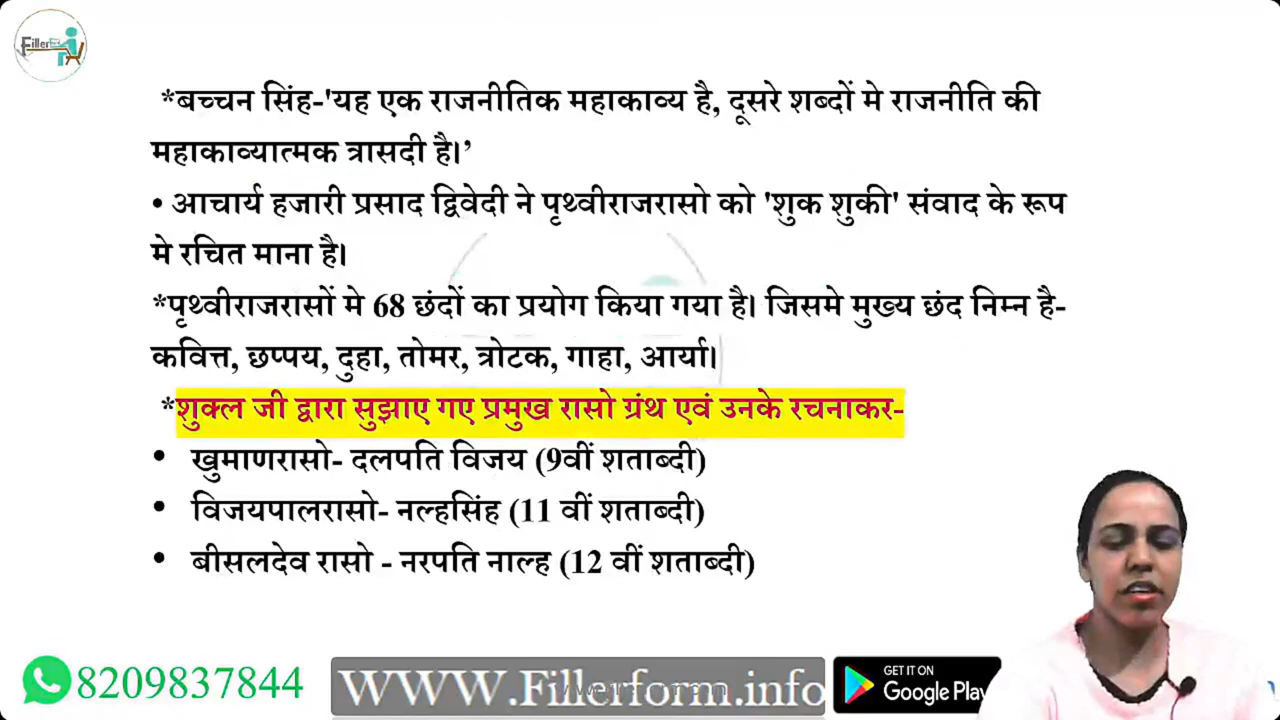 Fillerform
*बच्चन सिंह-'यह एक राजनीतिक महाकाव्य है, दूसरे शब्दों मे राजनीति की
महाकाव्यात्मक त्रासदी है।’
• आचार्य हजारी प्रसाद द्विवेदी ने पृथ्वीराजरासो को 'शुक शुकी' संवाद के रूप
मे रचित माना है।
*पृथ्वीराजरासों मे 68 छंदों का प्रयोग किया गया है। जिसमे मुख्य छंद निम्न है-
कवित्त, छप्पय, दुहा, तोमर, त्रोटक, गाहा, आर्या।
*शुक्ल जी द्वारा सुझाए गए प्रमुख रासो ग्रंथ एवं उनके रचनाकर-
• खुमाणरासो- दलपति विजय (9वीं शताब्दी)
• विजयपालरासो- नल्हसिंह (11 वीं शताब्दी)
• बीसलदेव रासो - नरपति नाल्ह (12 वीं शताब्दी)
8209837844
WWW.Fillerform.info
GET IT ON
Google Play